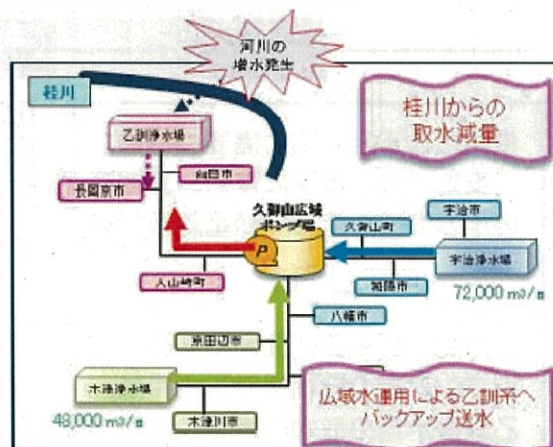 河川の
増水発生
桂川
桂川からの
取水減量
乙訓浄水場
向日市
長岡京市
久御山広域
ポンプ場
久御山町
宇治市
P
宇治浄水場
大山崎町
城陽市
72,000 m3/日
八幡市
京田辺市
木津浄水場
広域水運用による乙訓系へ
バックアップ送水
48,000 m3/日
木津川市